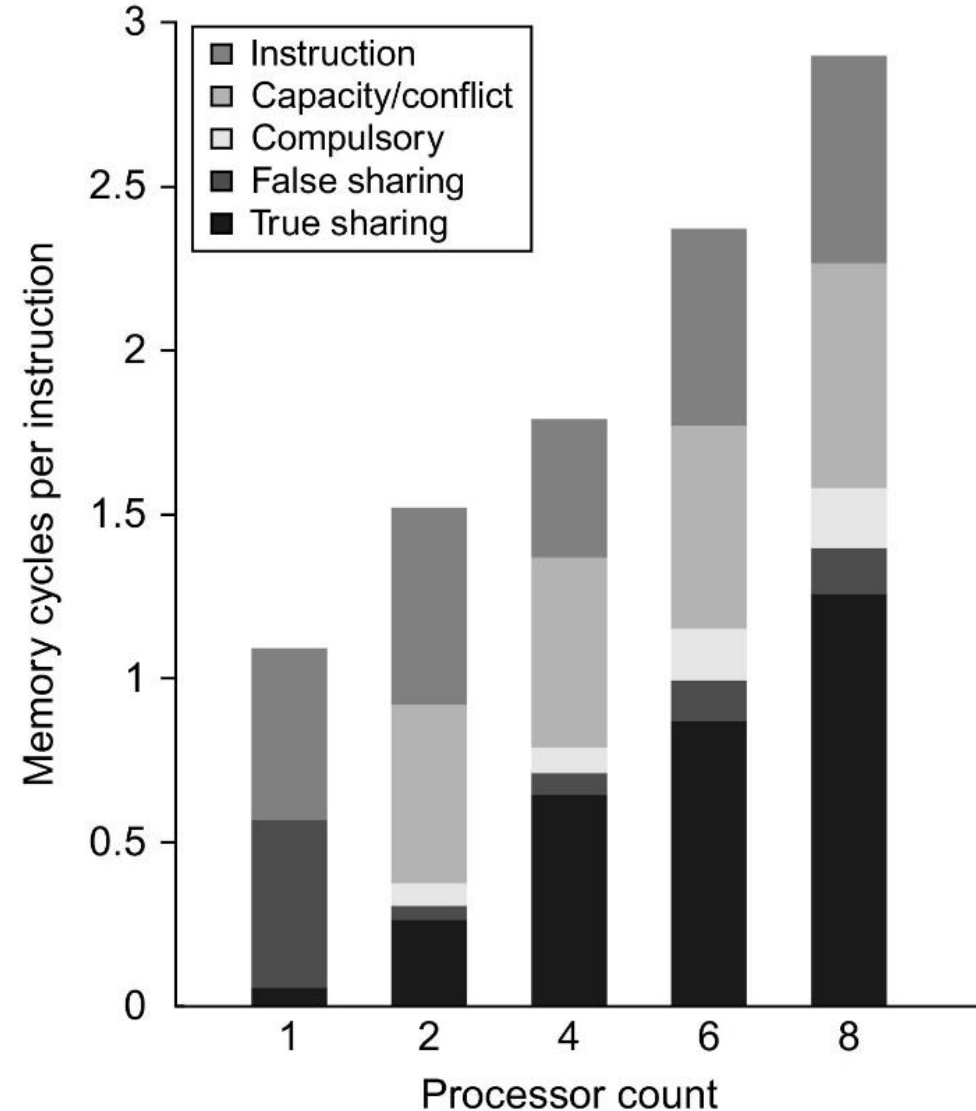 3
Instruction
Capacity/conflict
Compulsory
False sharing
True sharing
2.5
2
1.5
1
0.5
0
Memory cycles per instruction
1 2 4 6 8
Processor count